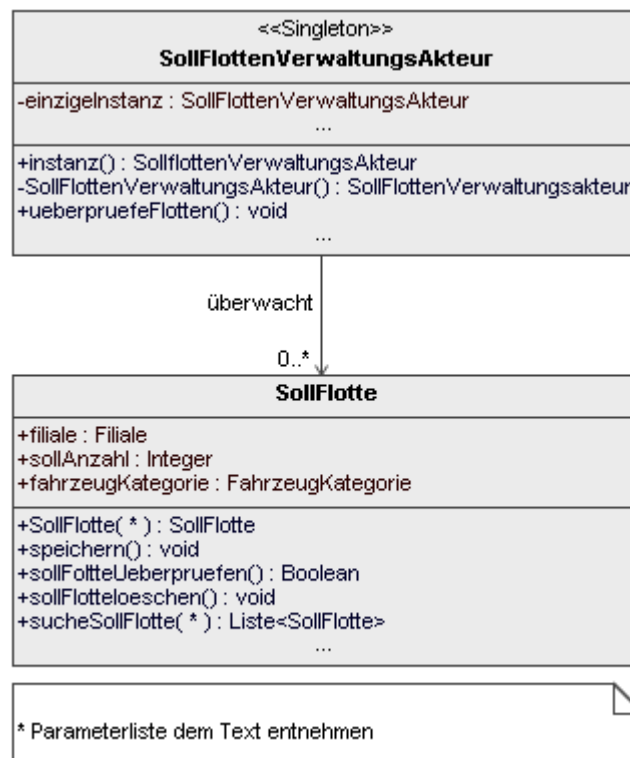 <<Singleton>>
SollFlottenVerwaltungsAkteur
-einzigeInstanz : SollFlottenVerwaltungsAkteur
...
+instanz() : SollflottenVerwaltungsAkteur
-SollFlottenVerwaltungsAkteur() : SollFlottenVerwaltungsakteur
+ueberpruefeFlotten() : void
...
überwacht
0..*
SollFlotte
+filiale : Filiale
+sollAnzahl : Integer
+fahrzeugKategorie : FahrzeugKategorie
+SollFlotte( * ) : SollFlotte
+speichern() : void
+sollFoltteUeberpruefen() : Boolean
+sollFlotteloeschen() : void
+sucheSollFlotte( * ) : Liste<SollFlotte>
...
* Parameterliste dem Text entnehmen